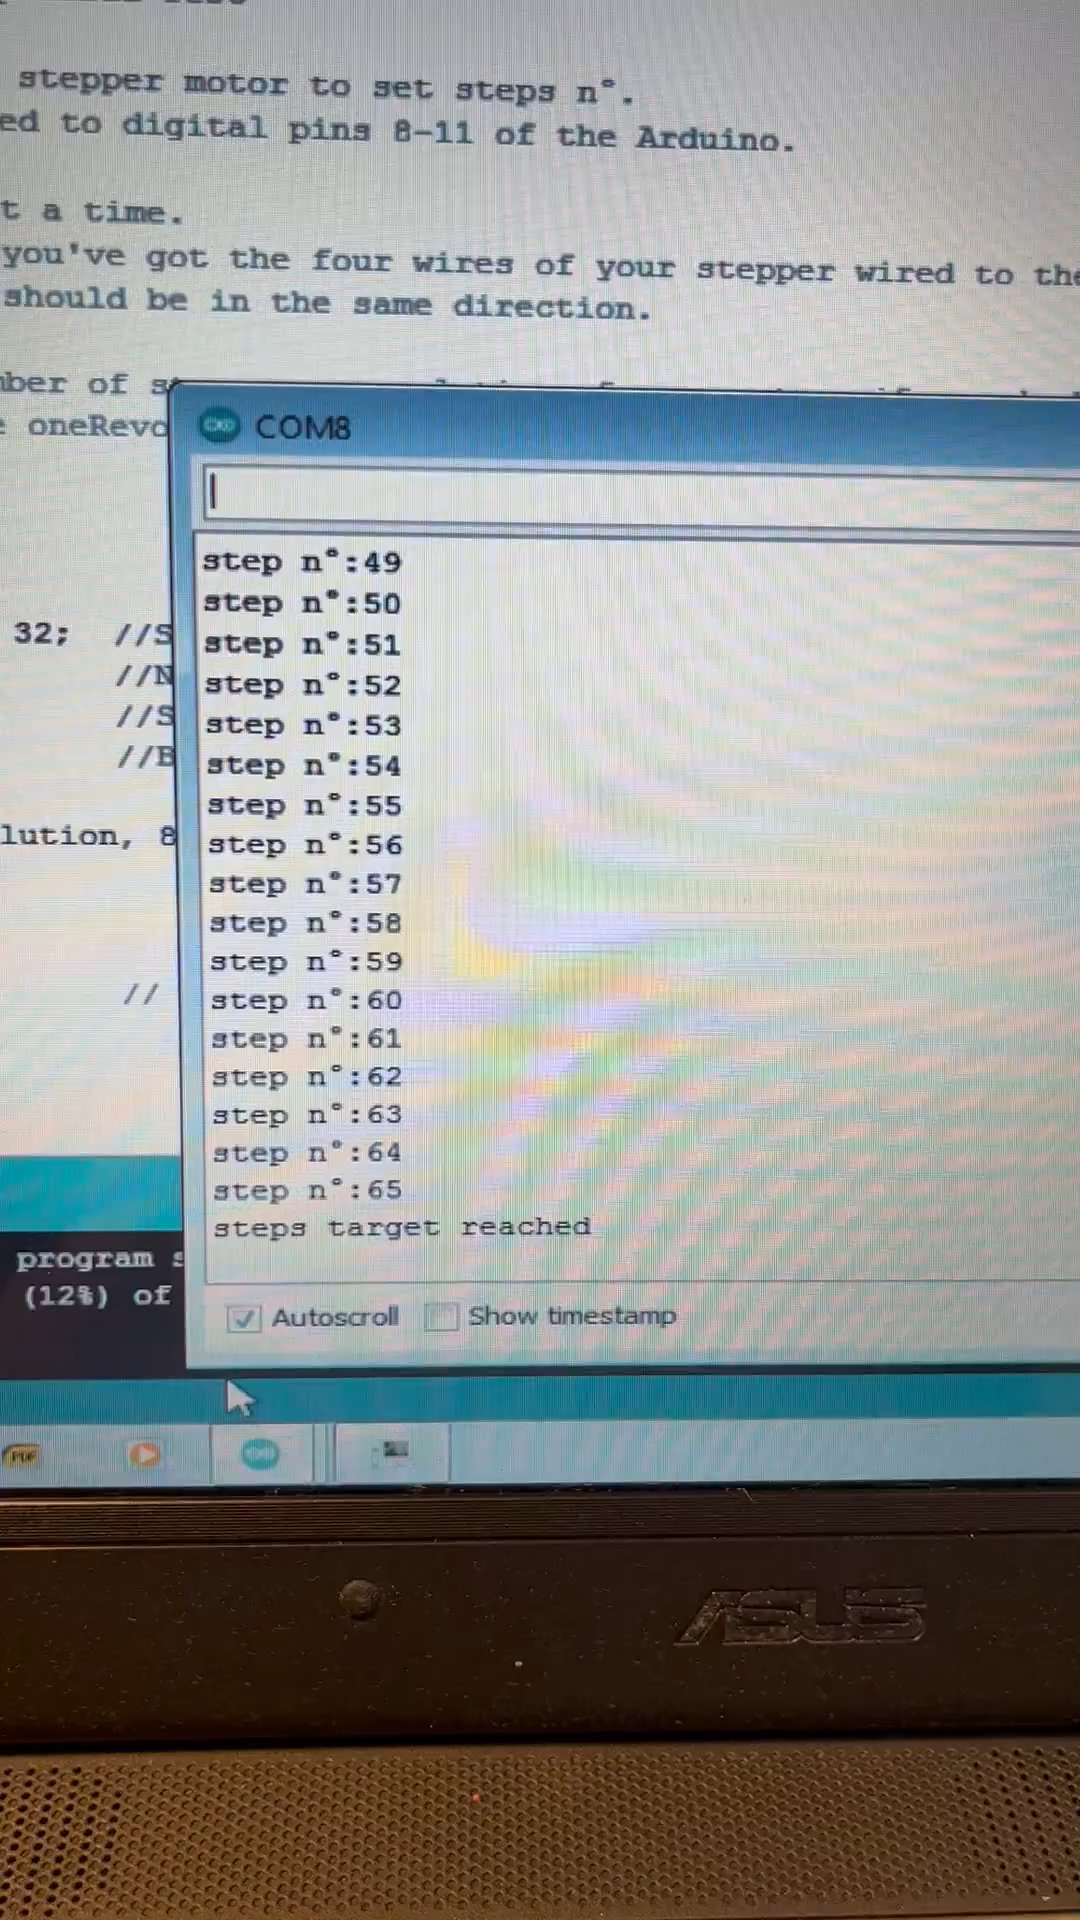 stepper motor to set steps n°.
ed to digital pins 8-11 of the Arduino.
t a time.
you've got the four wires of your stepper wired to the
should be in the same direction.
ber of s
oneRevo
COM8
step n°:49
step n°:50
step n°:51
step n°:52
step n°:53
step n°:54
step n°:55
step n°:56
step n°:57
step n°:58
step n°:59
step n°:60
step n°:61
step n°:62
step n°:63
step n°:64
step n°:65
steps target reached
32; //S
//N
//S
//B
lution, 8
//
program s
(12%) of
Autoscroll
Show timestamp
PDF
ASUS